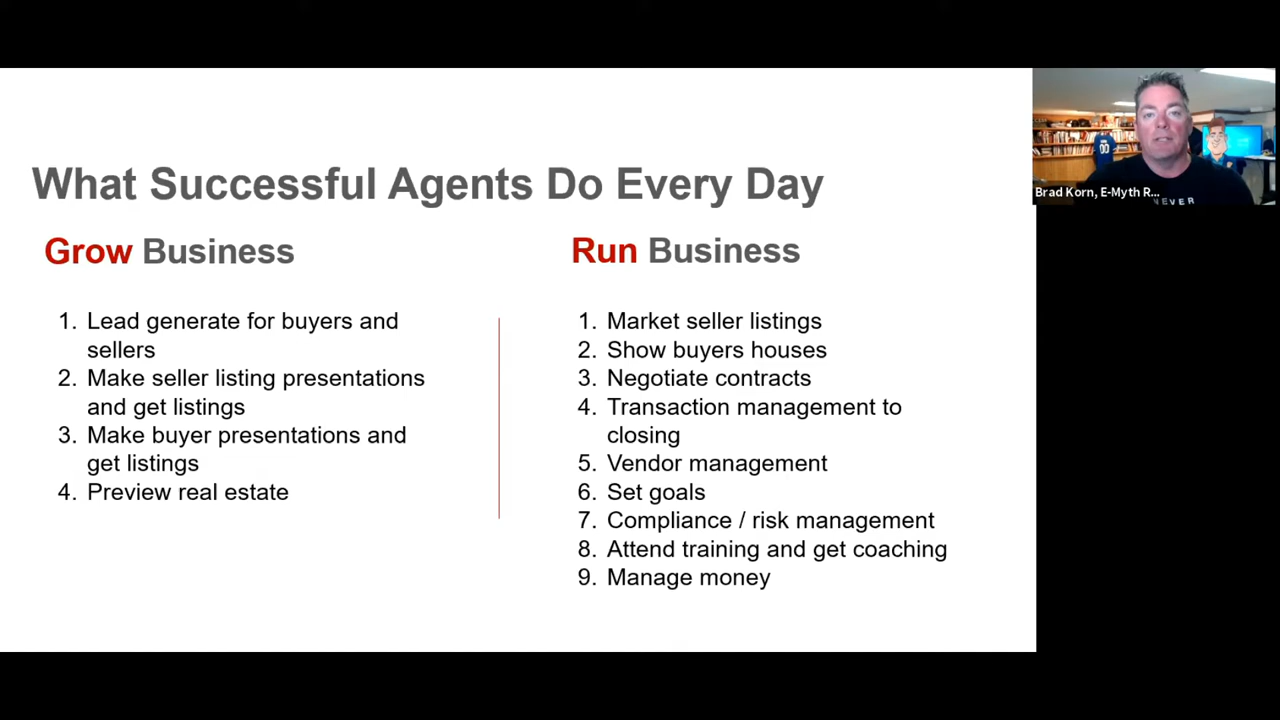 What Successful Agents Do Every Day
Grow Business
1. Lead generate for buyers and
sellers
2. Make seller listing presentations
and get listings
3. Make buyer presentations and
get listings
4. Preview real estate
Run Business
1. Market seller listings
2. Show buyers houses
3. Negotiate contracts
4. Transaction management to
closing
5. Vendor management
6. Set goals
7. Compliance / risk management
8. Attend training and get coaching
9. Manage money
00
Brad Korn, E-Myth R...
NEVER